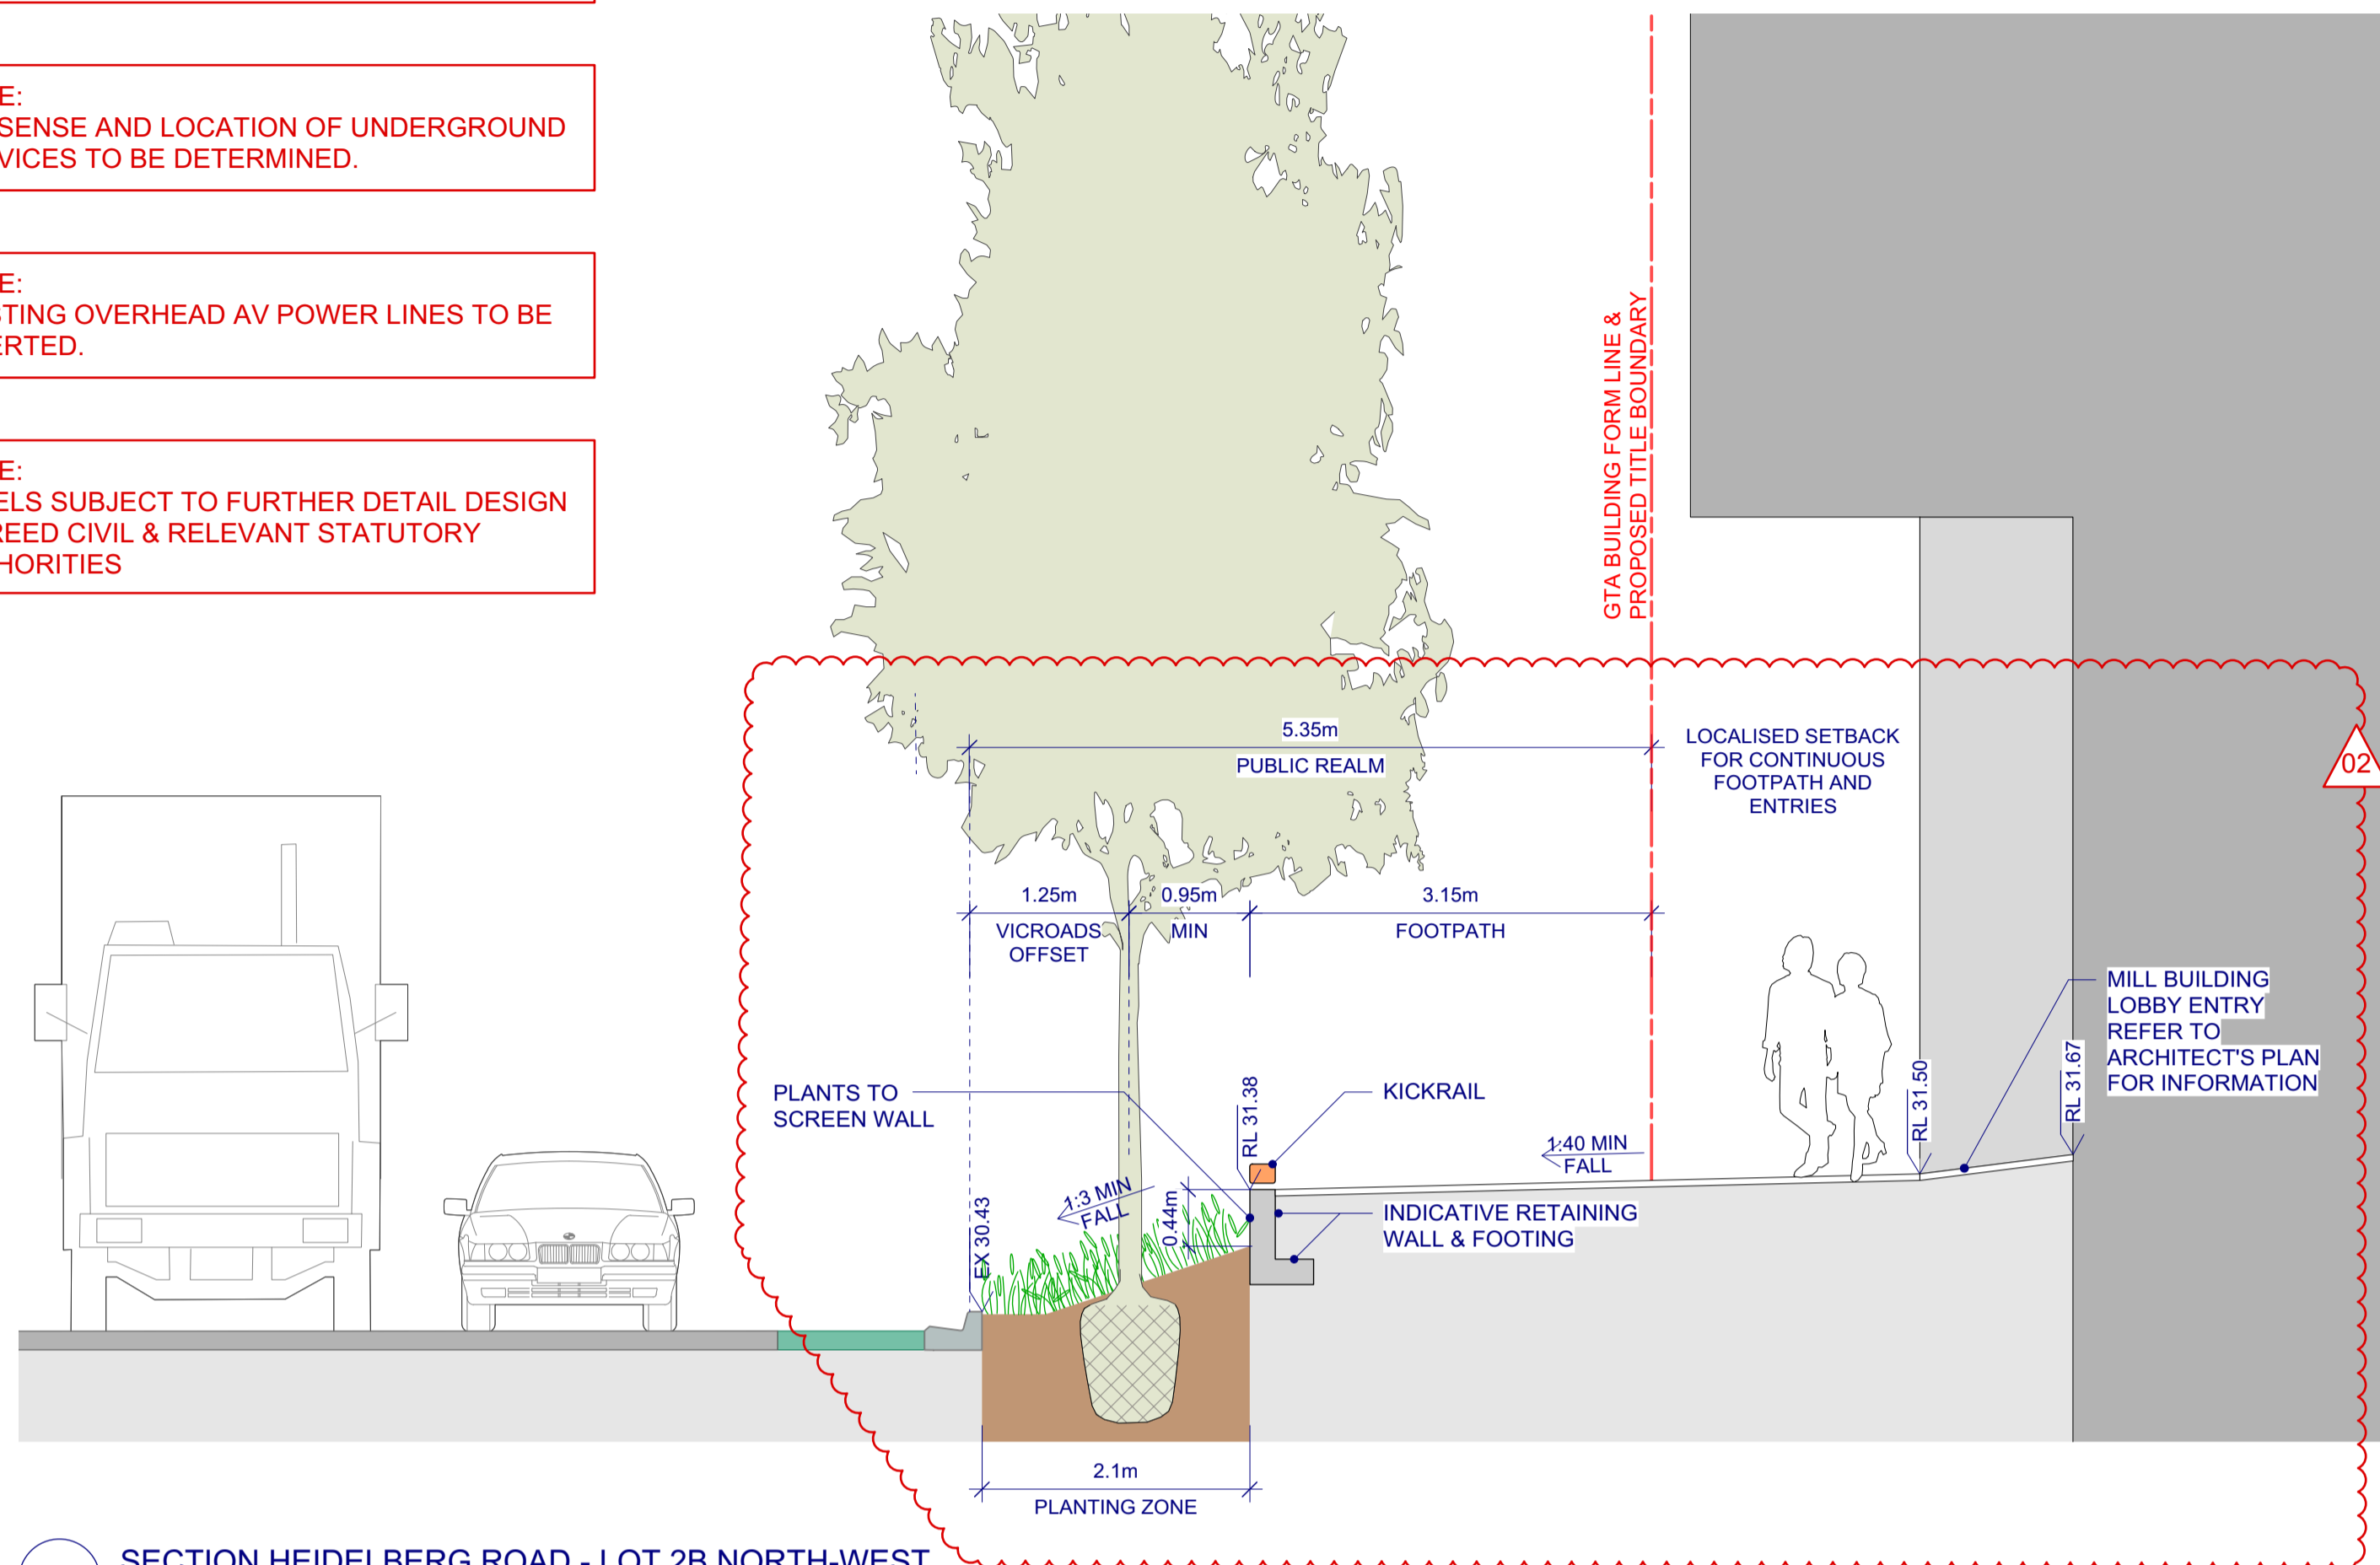 E:
SENSE AND LOCATION OF UNDERGROUND
VICES TO BE DETERMINED.
E:
STING OVERHEAD AV POWER LINES TO BE
ERTED.
E:
ELS SUBJECT TO FURTHER DETAIL DESIGN
REED CIVIL & RELEVANT STATUTORY
HORITIES
GTA BUILDING FORM LINE &
PROPOSED TITLE BOUNDARY
5.35m
PUBLIC REALM
LOCALISED SETBACK
FOR CONTINUOUS
FOOTPATH AND
ENTRIES
02
1.25m
VICROADS
OFFSET
0.95m
MIN
3.15m
FOOTPATH
MILL BUILDING
LOBBY ENTRY
REFER TO
ARCHITECT'S PLAN
FOR INFORMATION
PLANTS TO
SCREEN WALL
RL 31.38
KICKRAIL
RL 31.50
RL 31.67
1:40 MIN
FALL
1:3 MIN
FALL
EX 30.43
0.44m
INDICATIVE RETAINING
WALL & FOOTING
2.1m
PLANTING ZONE
SECTION HEIDELBERG ROAD - LOT 2B NORTH-WEST